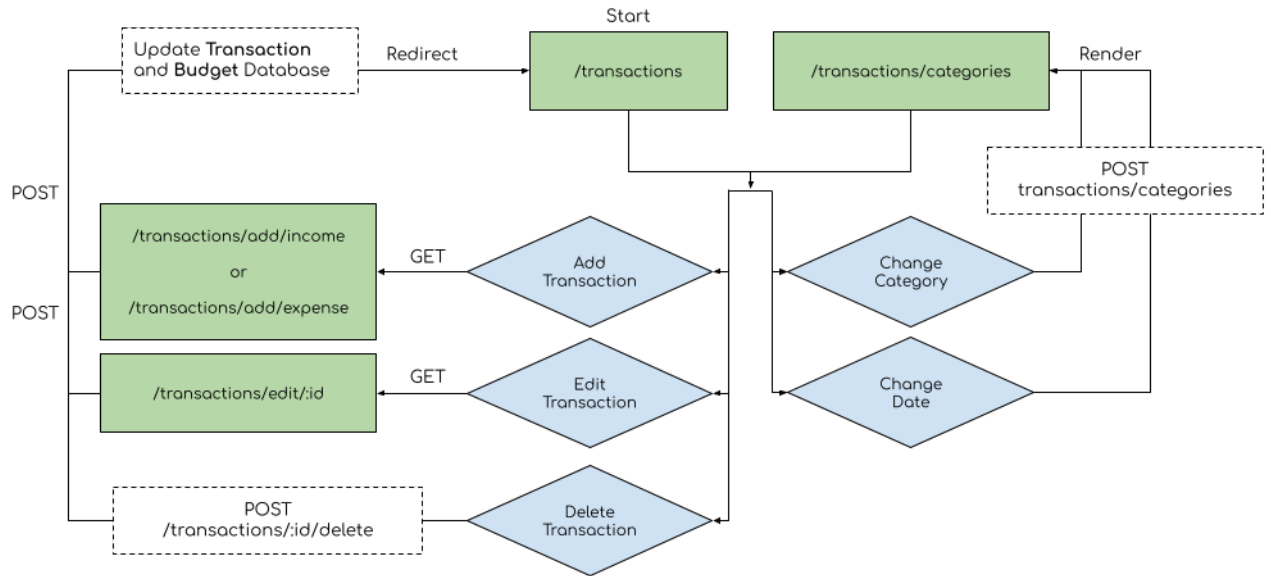 Start
Update Transaction
and Budget Database
Redirect
/transactions
/transactions/categories
Render
POST
transactions/categories
POST
/transactions/add/income
or
/transactions/add/expense
GET
Add
Transaction
Change
Category
POST
/transactions/edit/:id
GET
Edit
Transaction
Change
Date
POST
/transactions/:id/delete
Delete
Transaction